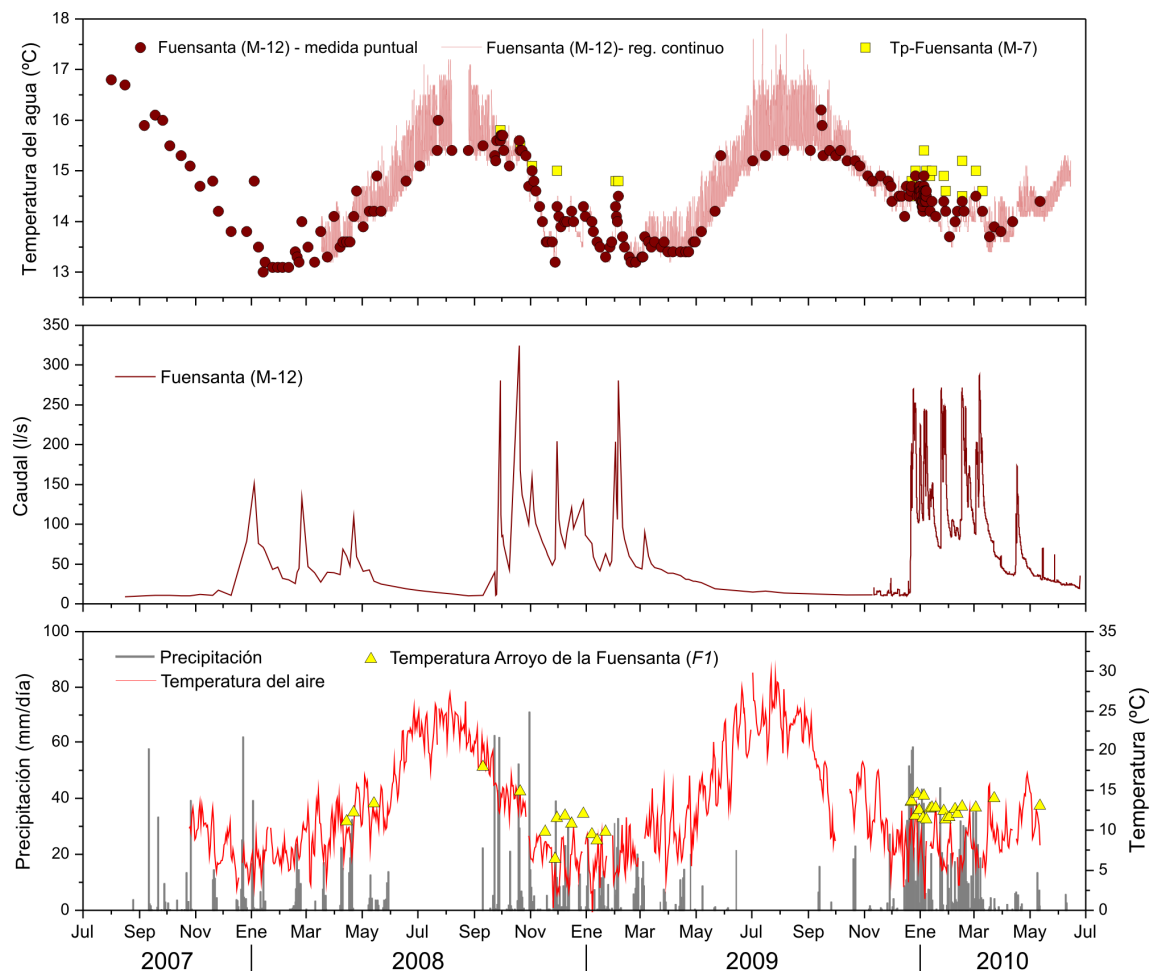 18
17
16
15
14
13
Temperatura del agua (ºC)
Fuensanta (M-12) - medida puntual
Fuensanta (M-12)- reg. continuo
Tp-Fuensanta (M-7)
350
300
250
200
150
100
50
0
Caudal (l/s)
Fuensanta (M-12)
100
80
60
40
20
0
Precipitación (mm/día)
Precipitación
Temperatura del aire
Temperatura Arroyo de la Fuensanta (F1)
35
30
25
20
15
10
5
0
Temperatura (ºC)
Jul Sep Nov Ene Mar May Jul Sep Nov Ene Mar May Jul Sep Nov Ene Mar May Jul
2007 2008 2009 2010